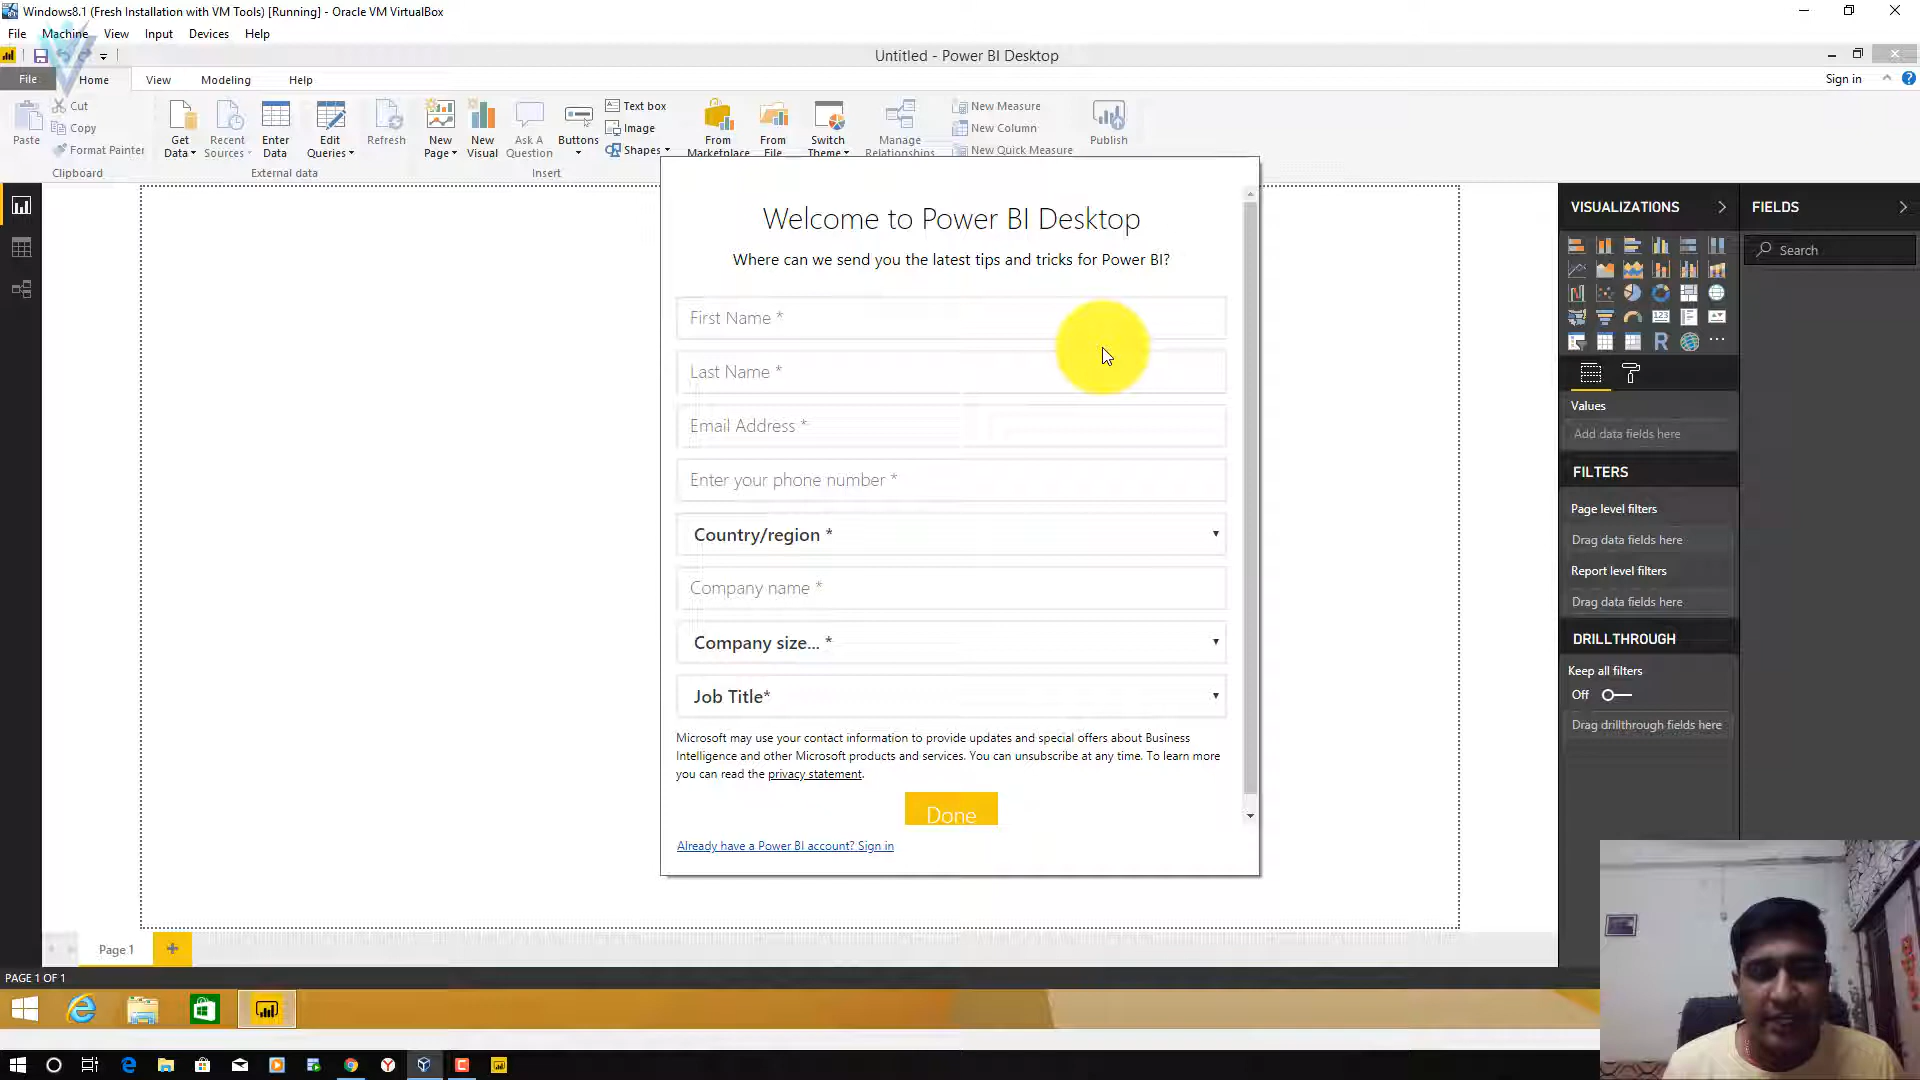 Windows8.1 (Fresh Installation with VM Tools) [Running] - Oracle VM VirtualBox
File Machine View Input Devices Help
Untitled - Power BI Desktop
File Home View Modeling Help
Sign in
Paste
Cut
Copy
Format Painter
Clipboard
Get Data
Recent Sources
Enter Data
Edit Queries
Refresh
External data
New Page
New Visual
Ask A Question
Buttons
Text box
Image
Shapes
Insert
From Marketplace
From File
Switch Theme
Manage Relationships
New Measure
New Column
New Quick Measure
Publish
Welcome to Power BI Desktop
Where can we send you the latest tips and tricks for Power BI?
First Name *
Last Name *
Email Address *
Enter your phone number *
Country/region *
Company name *
Company size... *
Job Title*
Microsoft may use your contact information to provide updates and special offers about Business
Intelligence and other Microsoft products and services. You can unsubscribe at any time. To learn more
you can read the privacy statement.
Done
Already have a Power BI account? Sign in
VISUALIZATIONS
FIELDS
Search
123
R
Values
Add data fields here
FILTERS
Page level filters
Drag data fields here
Report level filters
Drag data fields here
DRILLTHROUGH
Keep all filters
Off
Drag drillthrough fields here
Page 1
PAGE 1 OF 1